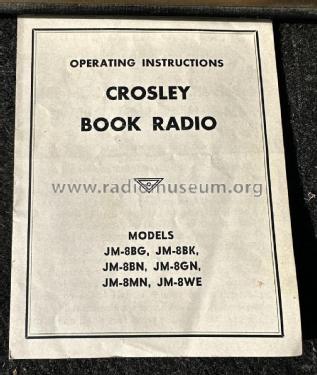 OPERATING INSTRUCTIONS
CROSLEY
BOOK RADIO
www.radiomuseum.org
MODELS
JM-8BG, JM-8BK,
JM-8BN, JM-8GN,
JM-8MN, JM-8WE